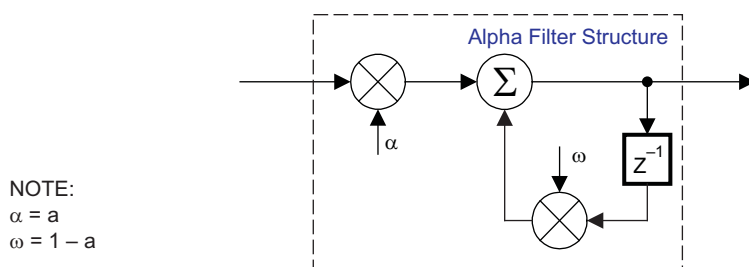 Alpha Filter Structure
Σ
α
ω
Z⁻¹
NOTE:
α = a
ω = 1 – a